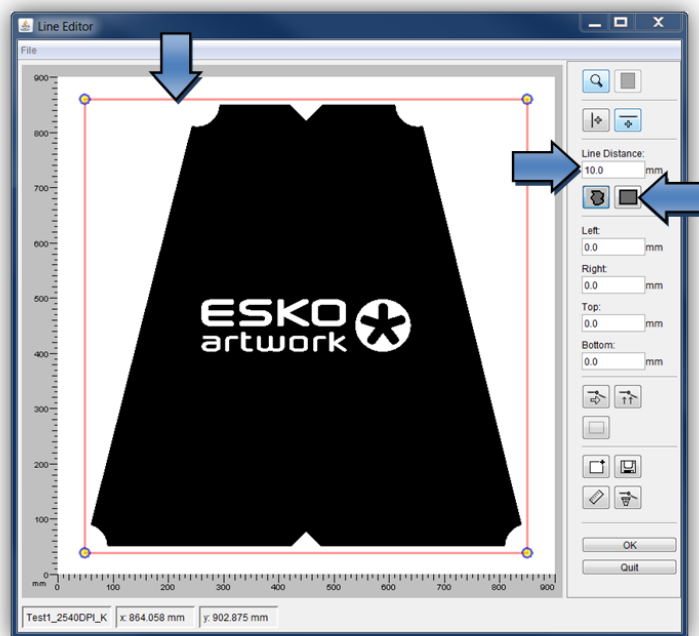 Line Editor
File
900
800
700
600
500
400
300
200
100
0
mm
0 100 200 300 400 500 600 700 800 900
ESKO
artwork
Line Distance:
10.0 mm
Left:
0.0 mm
Right:
0.0 mm
Top:
0.0 mm
Bottom:
0.0 mm
OK
Quit
Test1_2540DPI_K x: 864.058 mm y: 902.875 mm